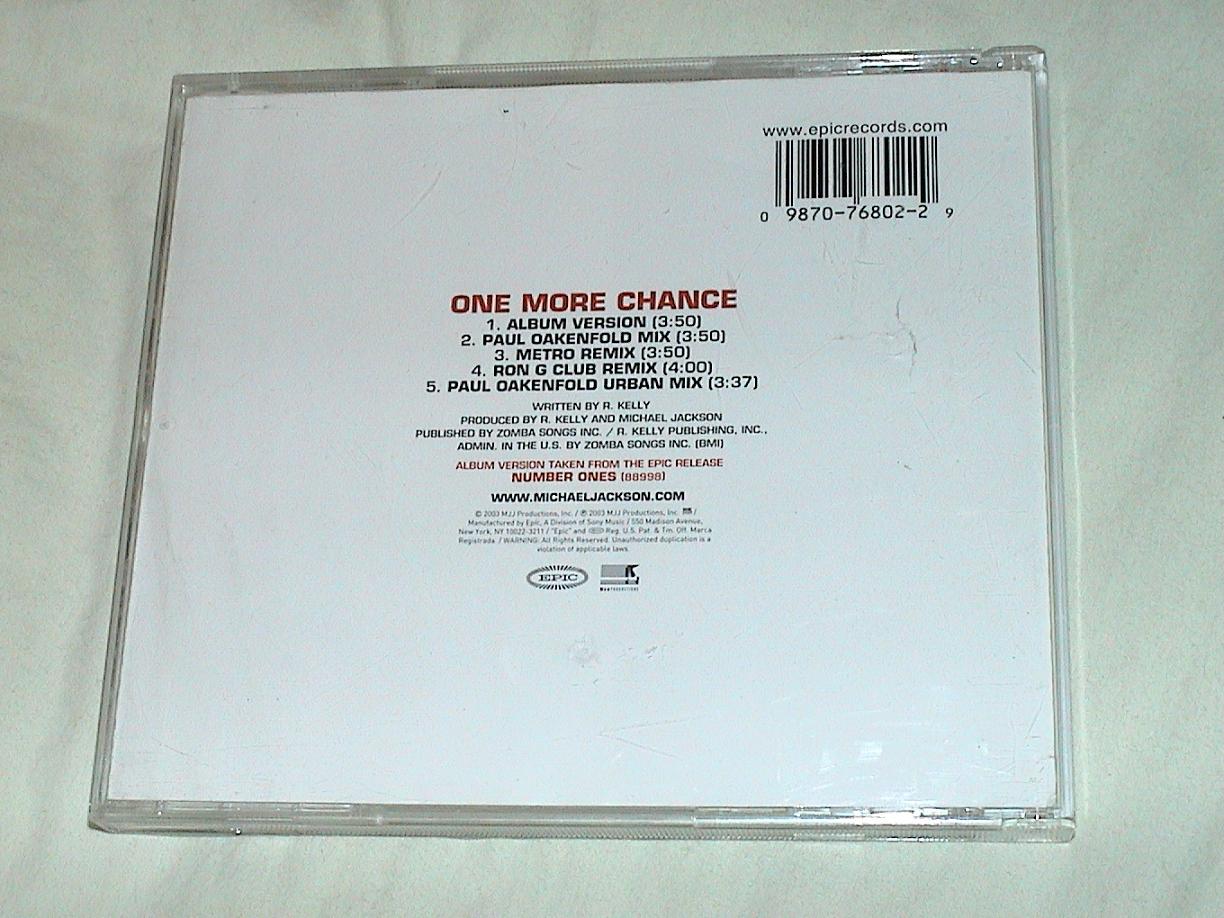 www.epicrecords.com
0 9870-76802-2 9
ONE MORE CHANCE
1. ALBUM VERSION (3:50)
2. PAUL OAKENFOLD MIX (3:50)
3. METRO REMIX (3:50)
4. RON G CLUB REMIX (4:00)
5. PAUL OAKENFOLD URBAN MIX (3:37)
WRITTEN BY R. KELLY
PRODUCED BY R. KELLY AND MICHAEL JACKSON
PUBLISHED BY ZOMBA SONGS INC. / R. KELLY PUBLISHING, INC.,
ADMIN. IN THE U.S. BY ZOMBA SONGS INC. (BMI)
ALBUM VERSION TAKEN FROM THE EPIC RELEASE
NUMBER ONES (88998)
WWW.MICHAELJACKSON.COM
© 2003 MJJ Productions, Inc. / ℗ 2003 MJJ Productions, Inc. /
Manufactured by Epic, A Division of Sony Music / 550 Madison Avenue,
New York, NY 10022-3211 / "Epic" and Reg. U.S. Pat. & Tm. Off. Marca
Registrada. / WARNING: All Rights Reserved. Unauthorized duplication is a
violation of applicable laws.
EPIC